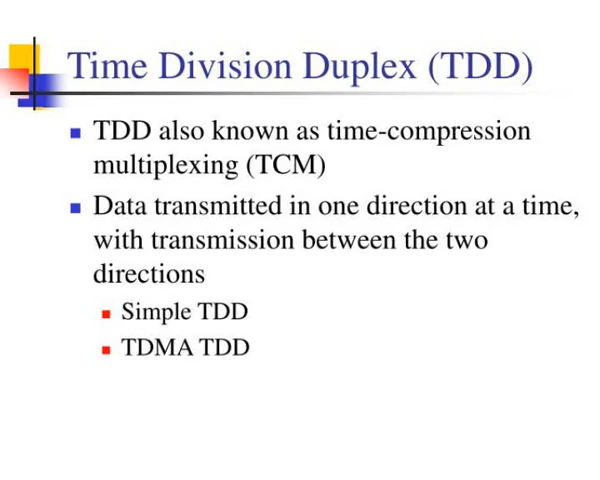 Time Division Duplex (TDD)
TDD also known as time-compression
multiplexing (TCM)
Data transmitted in one direction at a time,
with transmission between the two
directions
Simple TDD
TDMA TDD